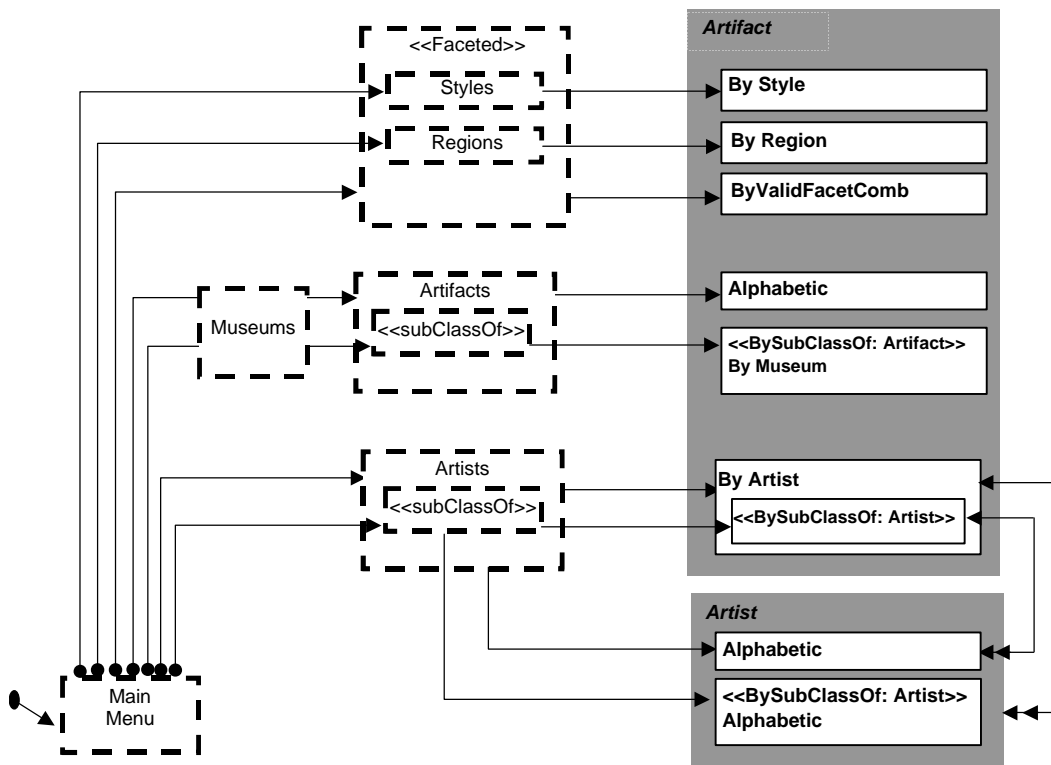 Artifact
<<Faceted>>
Styles
By Style
Regions
By Region
ByValidFacetComb
Museums
Artifacts
<<subClassOf>>
Alphabetic
<<BySubClassOf: Artifact>>
By Museum
Artists
<<subClassOf>>
By Artist
<<BySubClassOf: Artist>>
Artist
Alphabetic
<<BySubClassOf: Artist>>
Alphabetic
Main
Menu